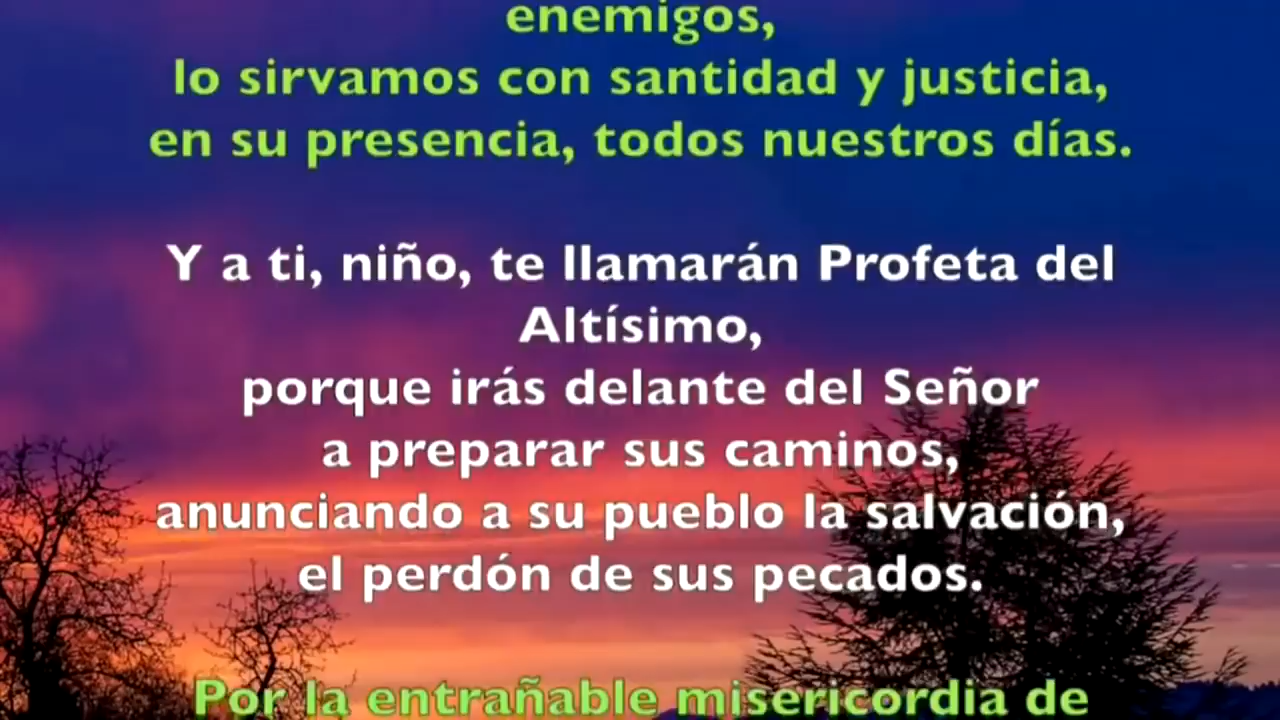 enemigos,
lo sirvamos con santidad y justicia,
en su presencia, todos nuestros días.
Y a ti, niño, te llamarán Profeta del
Altísimo,
porque irás delante del Señor
a preparar sus caminos,
anunciando a su pueblo la salvación,
el perdón de sus pecados.
Por la entrañable misericordia de